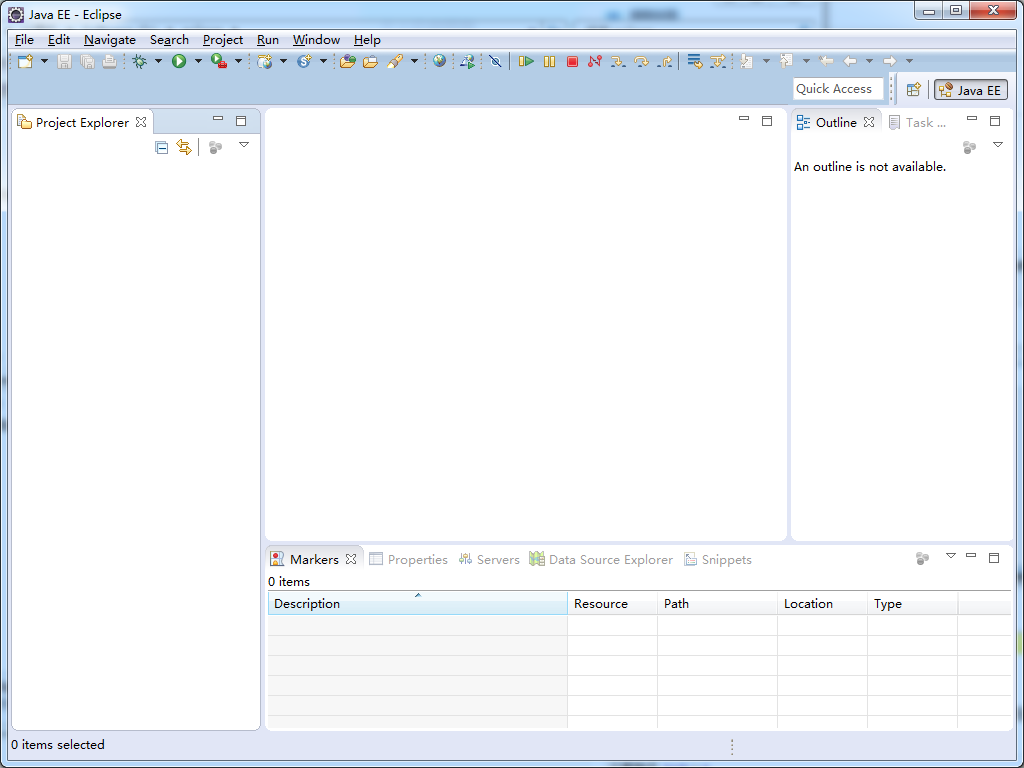 Java EE - Eclipse
File Edit Navigate Search Project Run Window Help
Quick Access
Java EE
Project Explorer
Outline Task ...
An outline is not available.
Markers Properties Servers Data Source Explorer Snippets
0 items
Description Resource Path Location Type
0 items selected